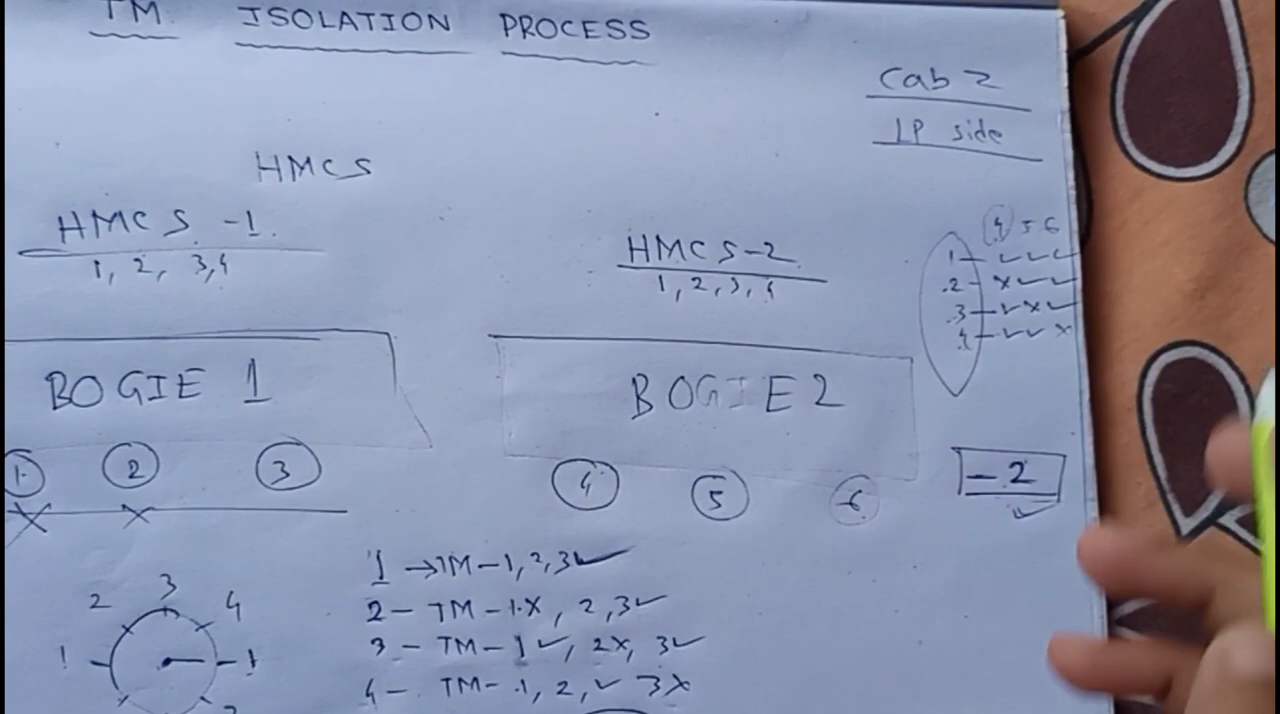 TM ISOLATION PROCESS
Cab 2
LP side
HMCS
HMCS -1
1, 2, 3,4
HMCS-2
1, 2, 3, 4
4 5 6
1 - ✓ ✓ ✓
2 - x ✓ ✓
3 - ✓ x ✓
4 - ✓ ✓ x
BOGIE 1
BOGIE 2
1 2 3
4 5 6
- 2
✓
x x
1 → TM - 1, 2, 3 ✓
2 - TM - 1 x, 2, 3 ✓
3 - TM - 1 ✓, 2x, 3 ✓
4 - TM - 1, 2, ✓ 3x
2 3 4
1 1